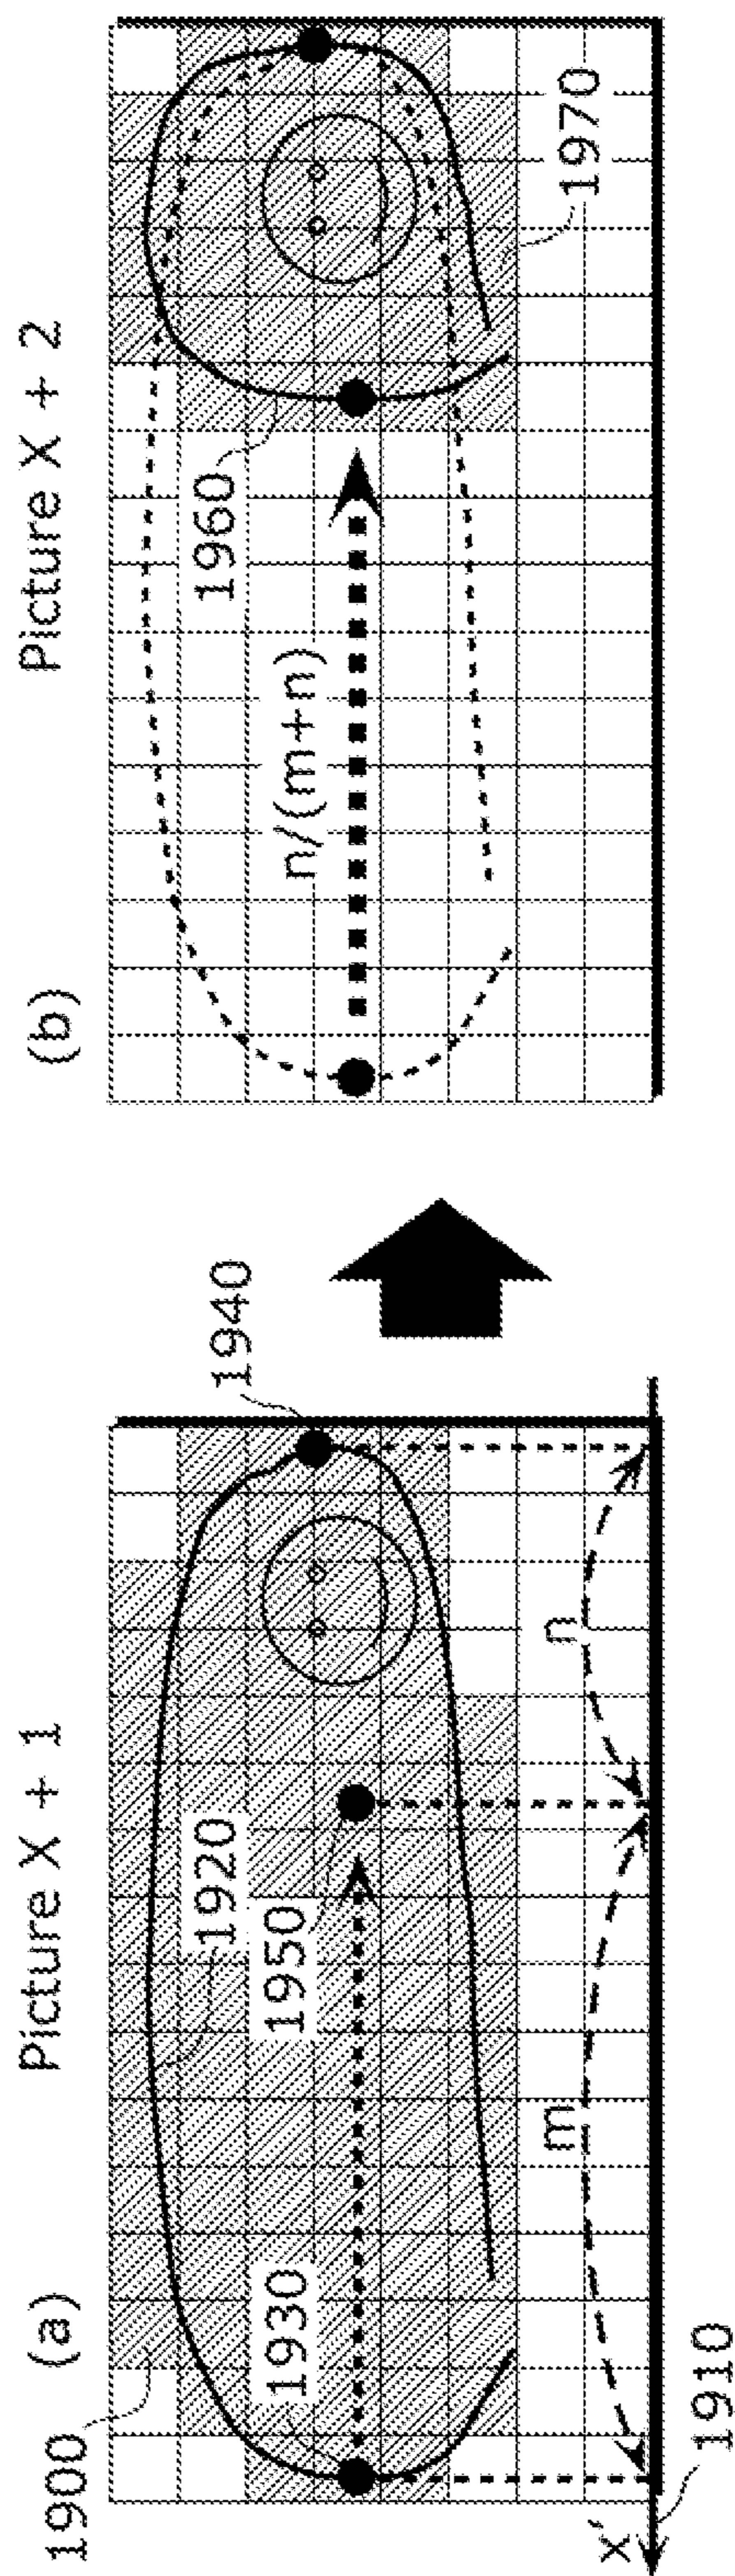 (a)
Picture X + 1
1900
1920
1930
1940
1950
m
n
x'
1910
(b)
Picture X + 2
1960
n/(m+n)
1970